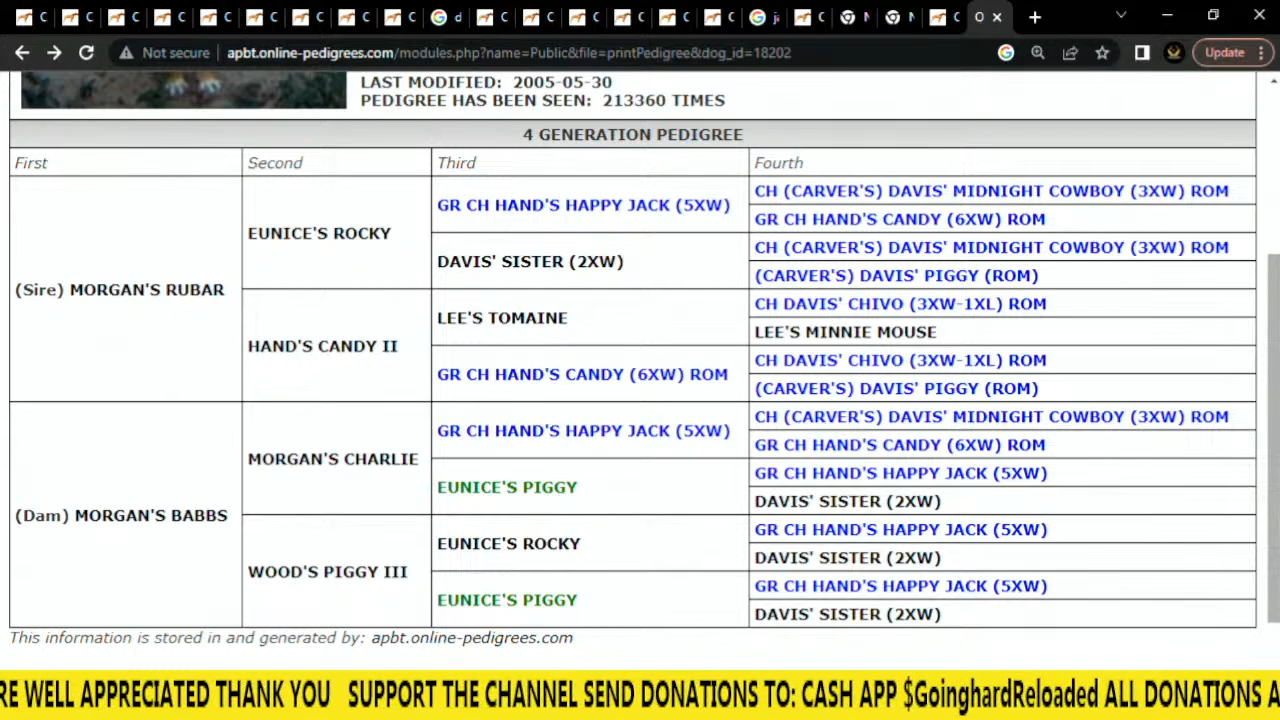 Not secure apbt.online-pedigrees.com/modules.php?name=Public&file=printPedigree&dog_id=18202 Update
LAST MODIFIED: 2005-05-30
PEDIGREE HAS BEEN SEEN: 213360 TIMES
4 GENERATION PEDIGREE
First Second Third Fourth
CH (CARVER'S) DAVIS' MIDNIGHT COWBOY (3XW) ROM
GR CH HAND'S HAPPY JACK (5XW)
GR CH HAND'S CANDY (6XW) ROM
EUNICE'S ROCKY
CH (CARVER'S) DAVIS' MIDNIGHT COWBOY (3XW) ROM
DAVIS' SISTER (2XW)
(CARVER'S) DAVIS' PIGGY (ROM)
(Sire) MORGAN'S RUBAR
CH DAVIS' CHIVO (3XW-1XL) ROM
LEE'S TOMAINE
LEE'S MINNIE MOUSE
HAND'S CANDY II
CH DAVIS' CHIVO (3XW-1XL) ROM
GR CH HAND'S CANDY (6XW) ROM
(CARVER'S) DAVIS' PIGGY (ROM)
CH (CARVER'S) DAVIS' MIDNIGHT COWBOY (3XW) ROM
GR CH HAND'S HAPPY JACK (5XW)
GR CH HAND'S CANDY (6XW) ROM
MORGAN'S CHARLIE
GR CH HAND'S HAPPY JACK (5XW)
EUNICE'S PIGGY
DAVIS' SISTER (2XW)
(Dam) MORGAN'S BABBS
GR CH HAND'S HAPPY JACK (5XW)
EUNICE'S ROCKY
DAVIS' SISTER (2XW)
WOOD'S PIGGY III
GR CH HAND'S HAPPY JACK (5XW)
EUNICE'S PIGGY
DAVIS' SISTER (2XW)
This information is stored in and generated by: apbt.online-pedigrees.com
RE WELL APPRECIATED THANK YOU SUPPORT THE CHANNEL SEND DONATIONS TO: CASH APP $GoinghardReloaded ALL DONATIONS A